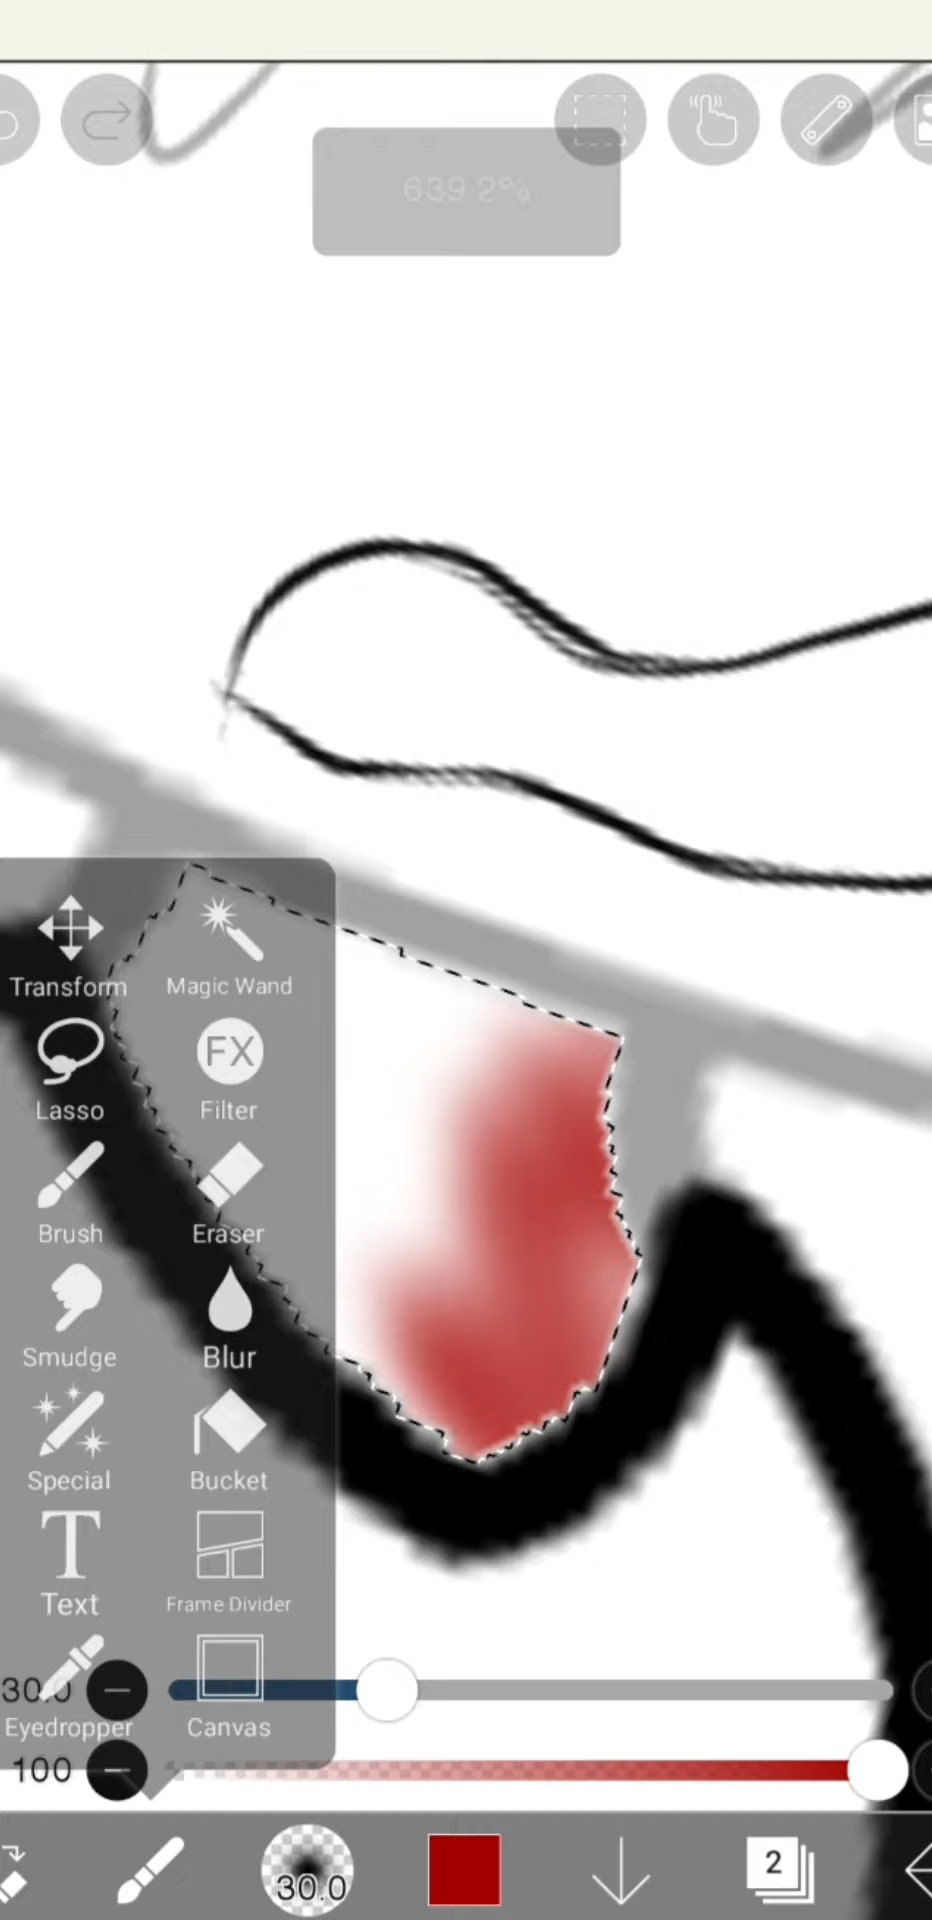 639.2%
Transform
Magic Wand
Lasso
FX
Filter
Brush
Eraser
Smudge
Blur
Special
Bucket
T
Text
Frame Divider
30.0
Eyedropper
Canvas
100
30.0
2